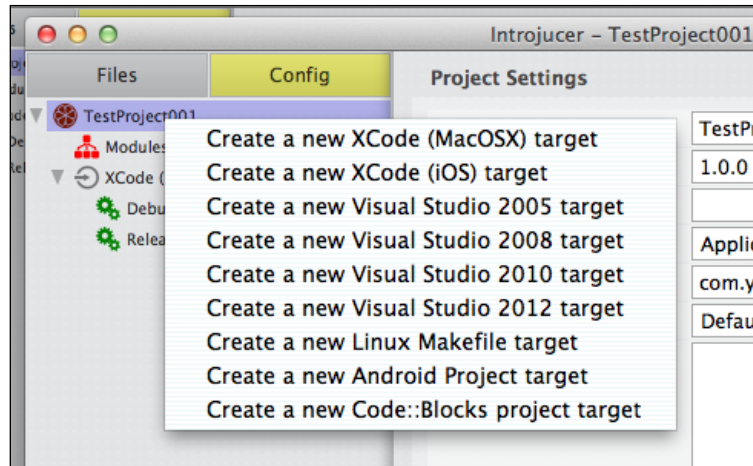 Introjucer – TestProject001
Files
Config
Project Settings
TestProject001
Modules
XCode (
Debu
Relea
Create a new XCode (MacOSX) target
Create a new XCode (iOS) target
Create a new Visual Studio 2005 target
Create a new Visual Studio 2008 target
Create a new Visual Studio 2010 target
Create a new Visual Studio 2012 target
Create a new Linux Makefile target
Create a new Android Project target
Create a new Code::Blocks project target
TestPr
1.0.0
Applic
com.y
Defau